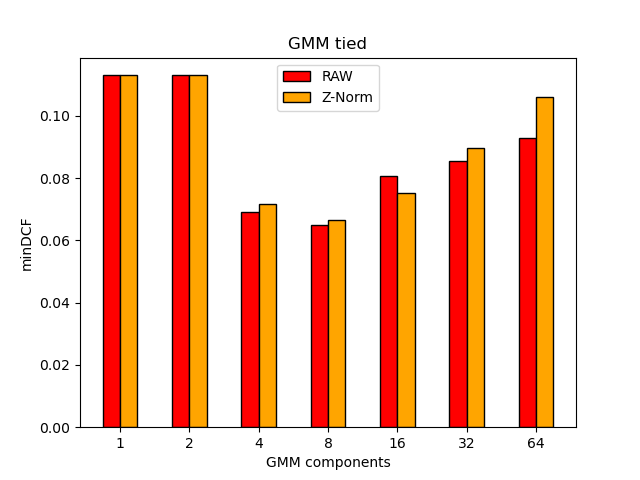 GMM tied
RAW
Z-Norm
0.10
0.08
0.06
0.04
0.02
0.00
minDCF
1 2 4 8 16 32 64
GMM components